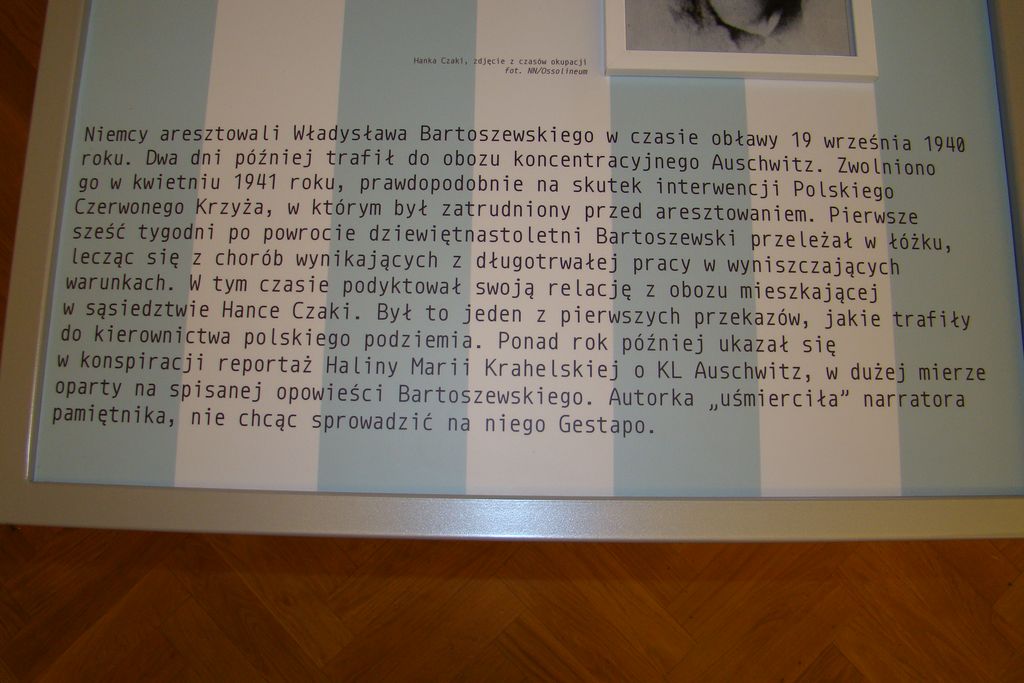 Hanka Czaki, zdjęcie z czasów okupacji
fot. NN/Ossolineum
Niemcy aresztowali Władysława Bartoszewskiego w czasie obławy 19 września 1940
roku. Dwa dni później trafił do obozu koncentracyjnego Auschwitz. Zwolniono
go w kwietniu 1941 roku, prawdopodobnie na skutek interwencji Polskiego
Czerwonego Krzyża, w którym był zatrudniony przed aresztowaniem. Pierwsze
sześć tygodni po powrocie dziewiętnastoletni Bartoszewski przeleżał w łóżku,
lecząc się z chorób wynikających z długotrwałej pracy w wyniszczających
warunkach. W tym czasie podyktował swoją relację z obozu mieszkającej
w sąsiedztwie Hance Czaki. Był to jeden z pierwszych przekazów, jakie trafiły
do kierownictwa polskiego podziemia. Ponad rok później ukazał się
w konspiracji reportaż Haliny Marii Krahelskiej o KL Auschwitz, w dużej mierze
oparty na spisanej opowieści Bartoszewskiego. Autorka „uśmierciła” narratora
pamiętnika, nie chcąc sprowadzić na niego Gestapo.